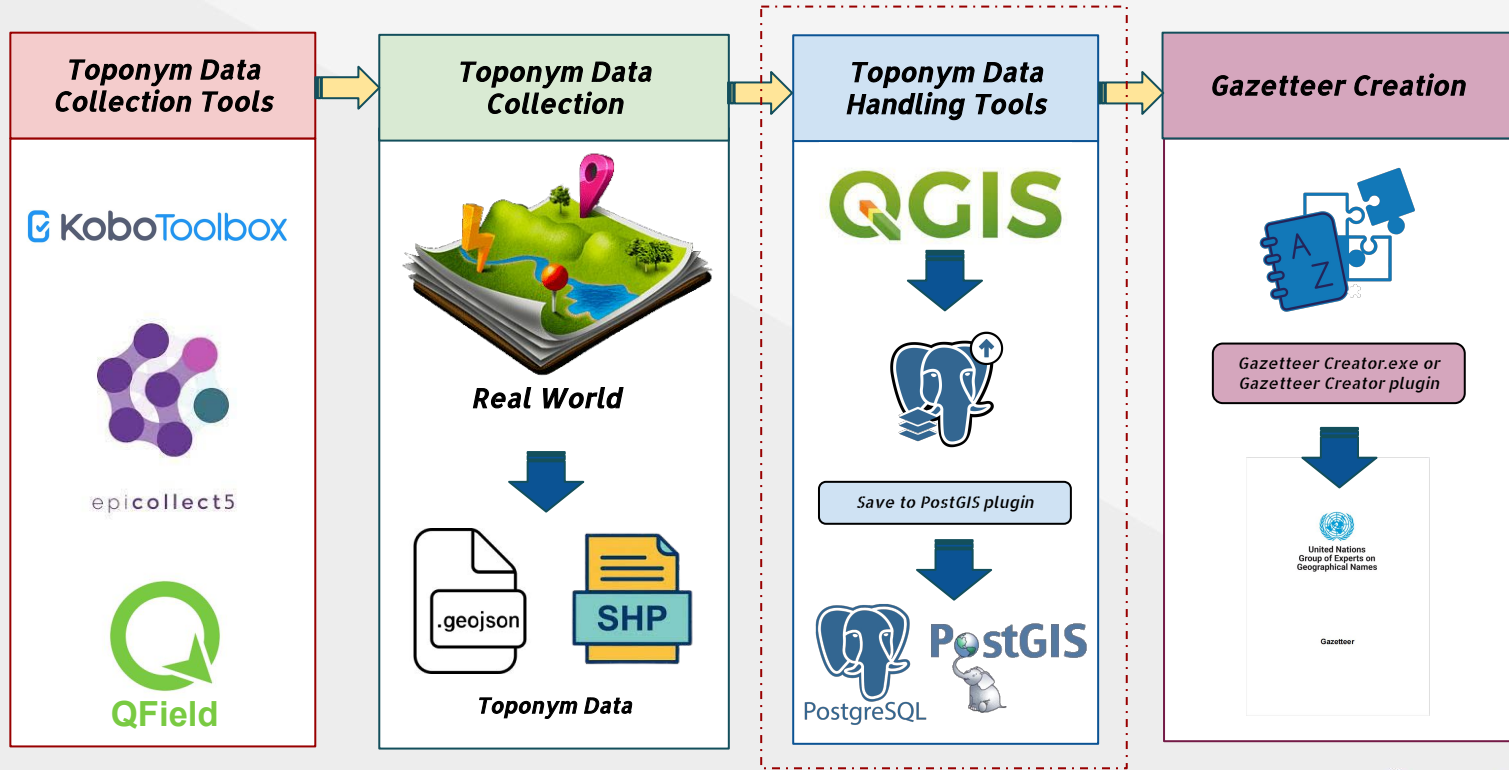 Toponym Data
Collection Tools
KoboToolbox
epicollect5
QField
Toponym Data
Collection
Real World
.geojson
SHP
Toponym Data
Toponym Data
Handling Tools
QGIS
Save to PostGIS plugin
PostgreSQL
PostGIS
Gazetteer Creation
A
Z
Gazetteer Creator.exe or
Gazetteer Creator plugin
United Nations
Group of Experts on
Geographical Names
Gazetteer